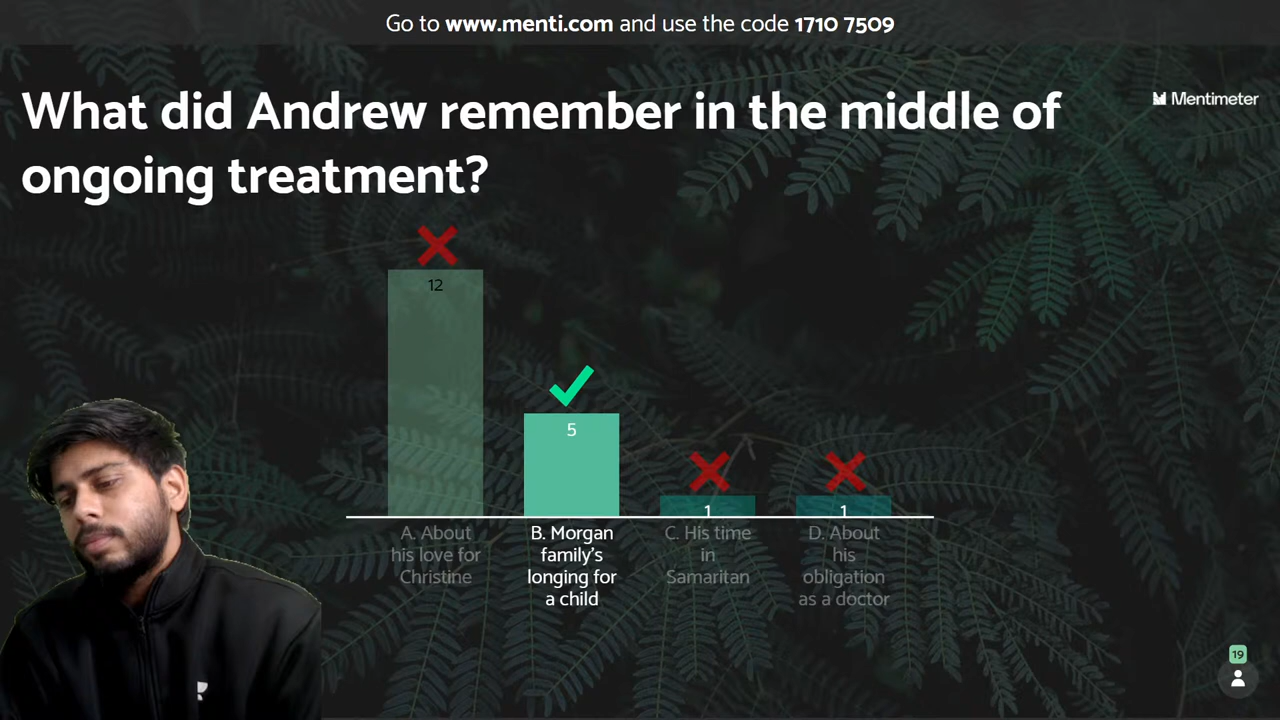 Go to www.menti.com and use the code 1710 7509
What did Andrew remember in the middle of
ongoing treatment?
Mentimeter
12
5
1
1
A. About
his love for
Christine
B. Morgan
family's
longing for
a child
C. His time
in
Samaritan
D. About
his
obligation
as a doctor
19